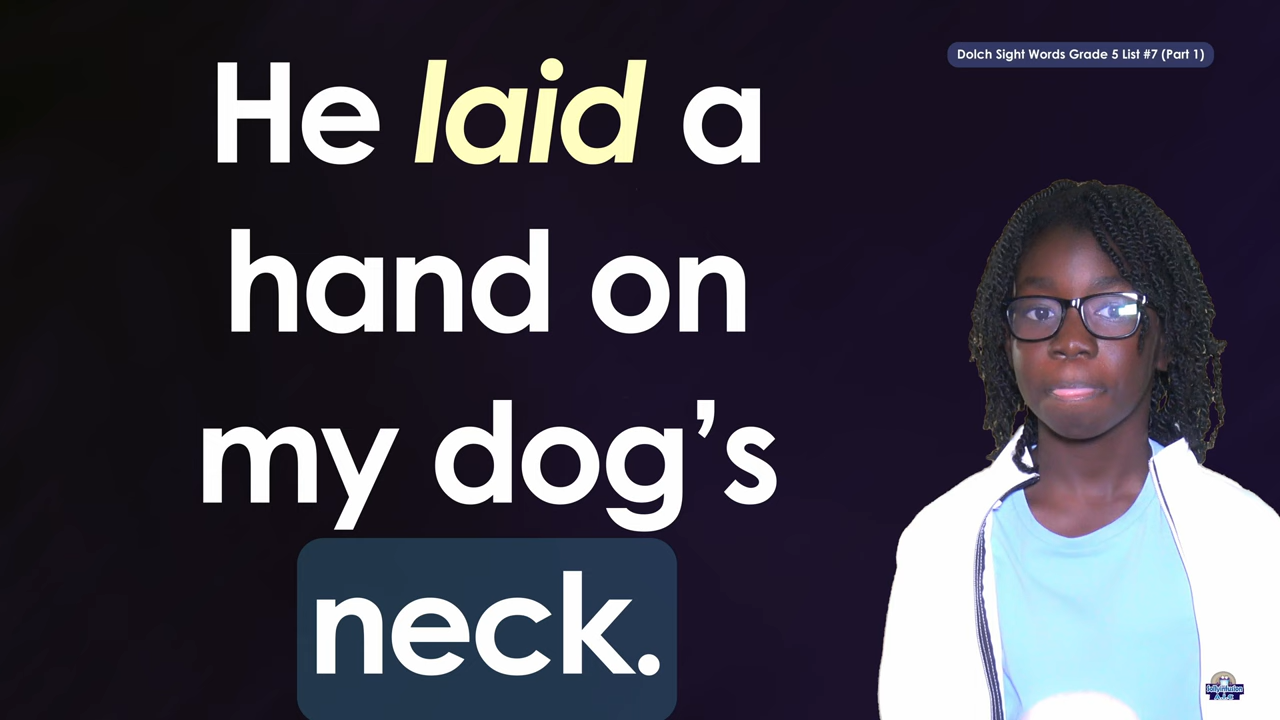 Dolch Sight Words Grade 5 List #7 (Part 1)
He laid a
hand on
my dog’s
neck.